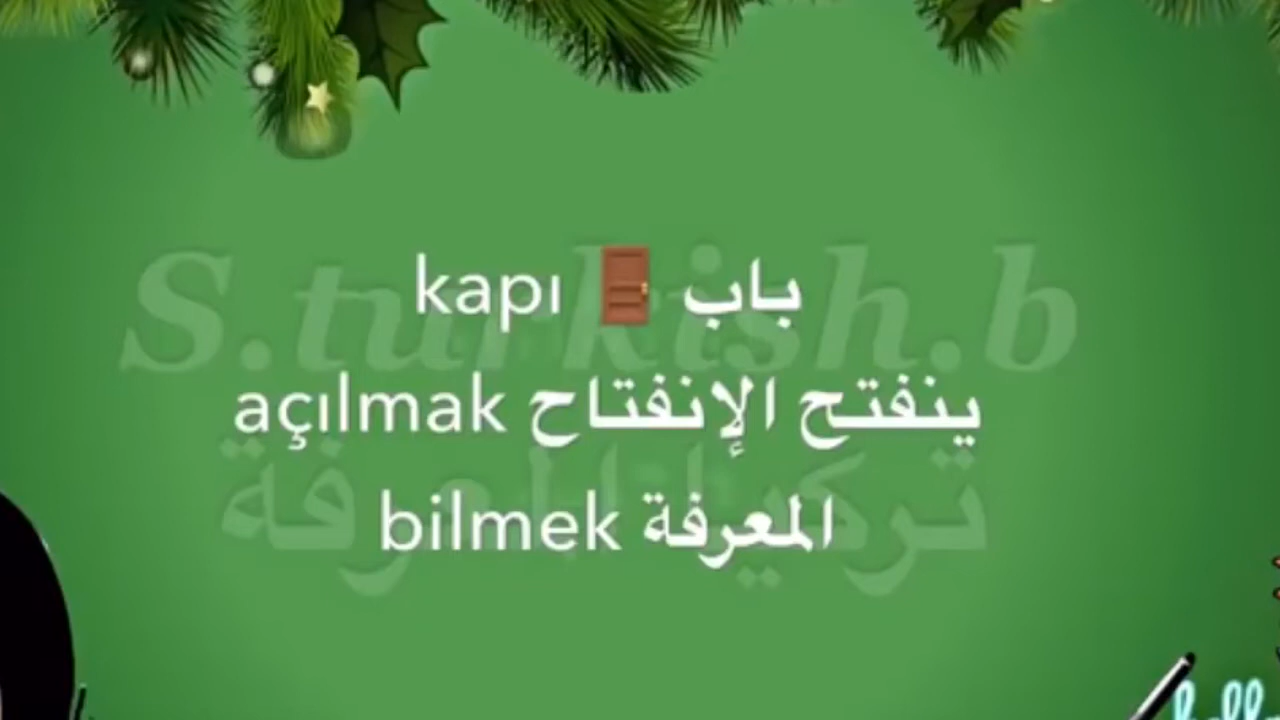 باب 🚪 kapı
ينفتح الإنفتاح açılmak
المعرفة bilmek
S.turkish.b